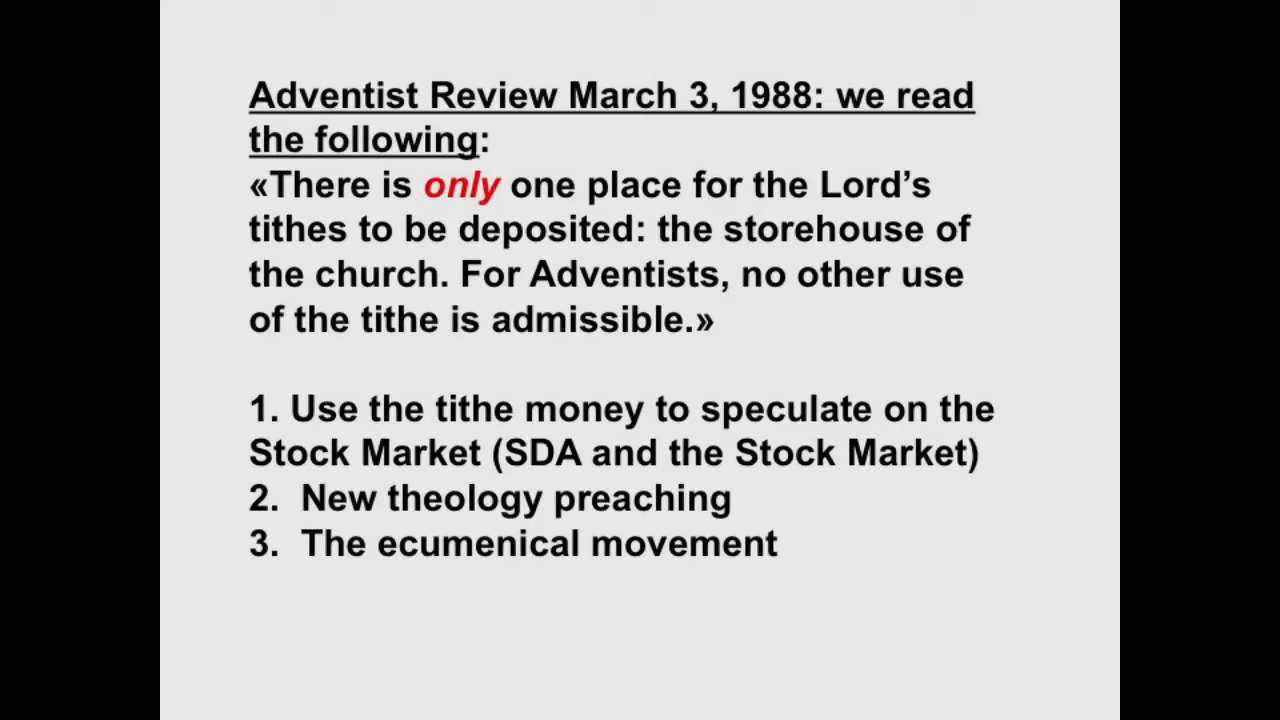 Adventist Review March 3, 1988: we read
the following:
«There is only one place for the Lord’s
tithes to be deposited: the storehouse of
the church. For Adventists, no other use
of the tithe is admissible.»
1. Use the tithe money to speculate on the
Stock Market (SDA and the Stock Market)
2. New theology preaching
3. The ecumenical movement